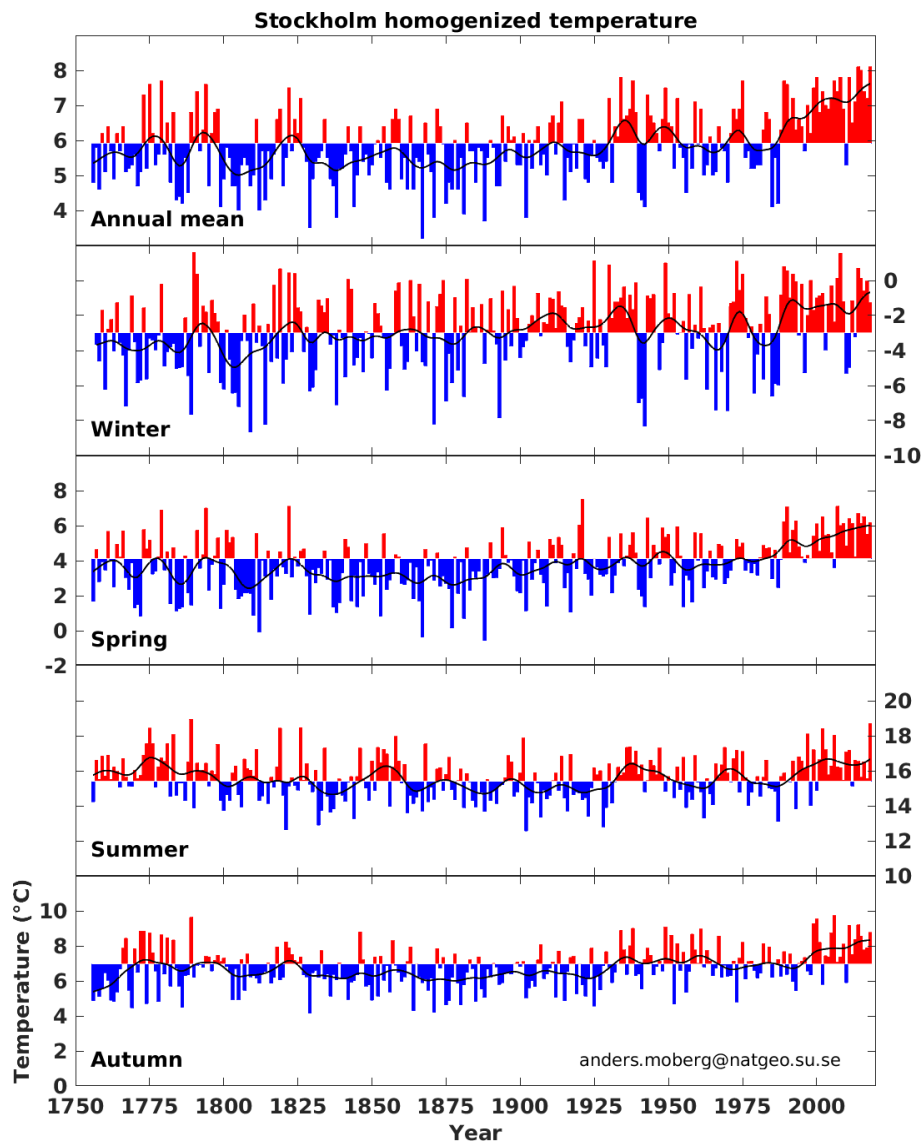 Stockholm homogenized temperature
8
7
6
5
4
Annual mean
0
-2
-4
-6
-8
-10
Winter
8
6
4
2
0
-2
Spring
20
18
16
14
12
10
Summer
10
8
6
4
2
0
Autumn
anders.moberg@natgeo.su.se
Temperature (°C)
1750 1775 1800 1825 1850 1875 1900 1925 1950 1975 2000
Year